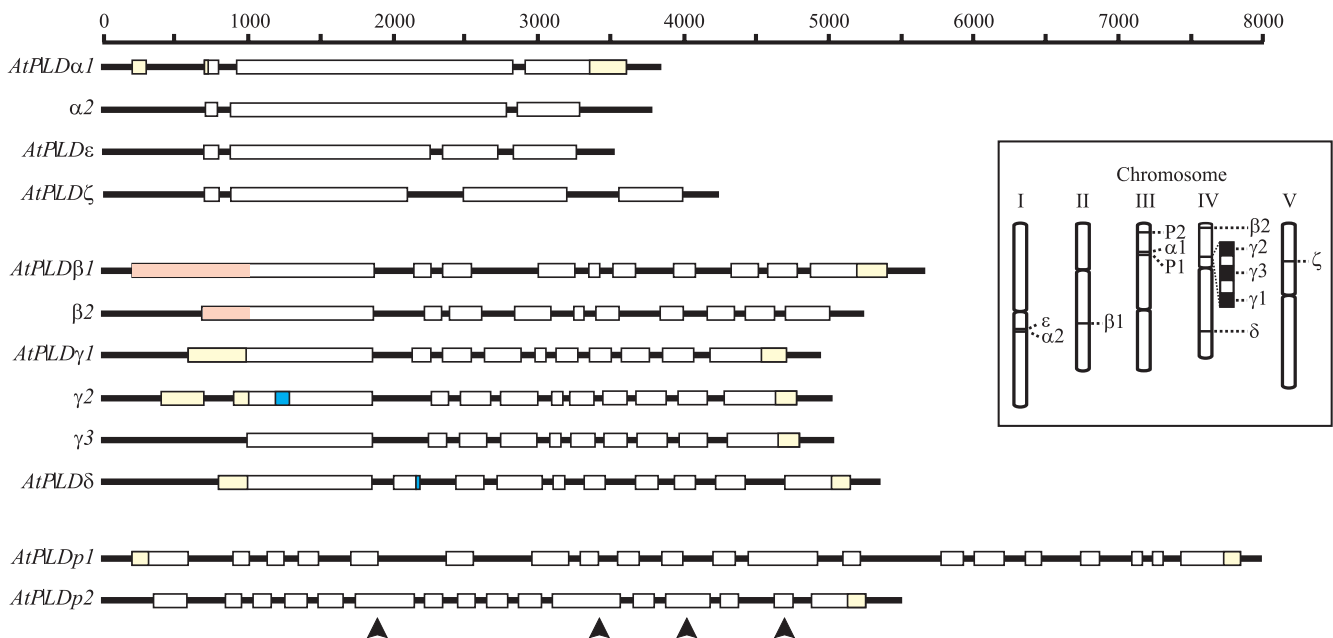 0 1000 2000 3000 4000 5000 6000 7000 8000
AtPLDα1
α2
AtPLDε
AtPLDζ
AtPLDβ1
β2
AtPLDγ1
γ2
γ3
AtPLDδ
AtPLDp1
AtPLDp2
Chromosome
I II III IV V
ε
α2
β1
P2
α1
P1
β2
γ2
γ3
γ1
δ
ζ